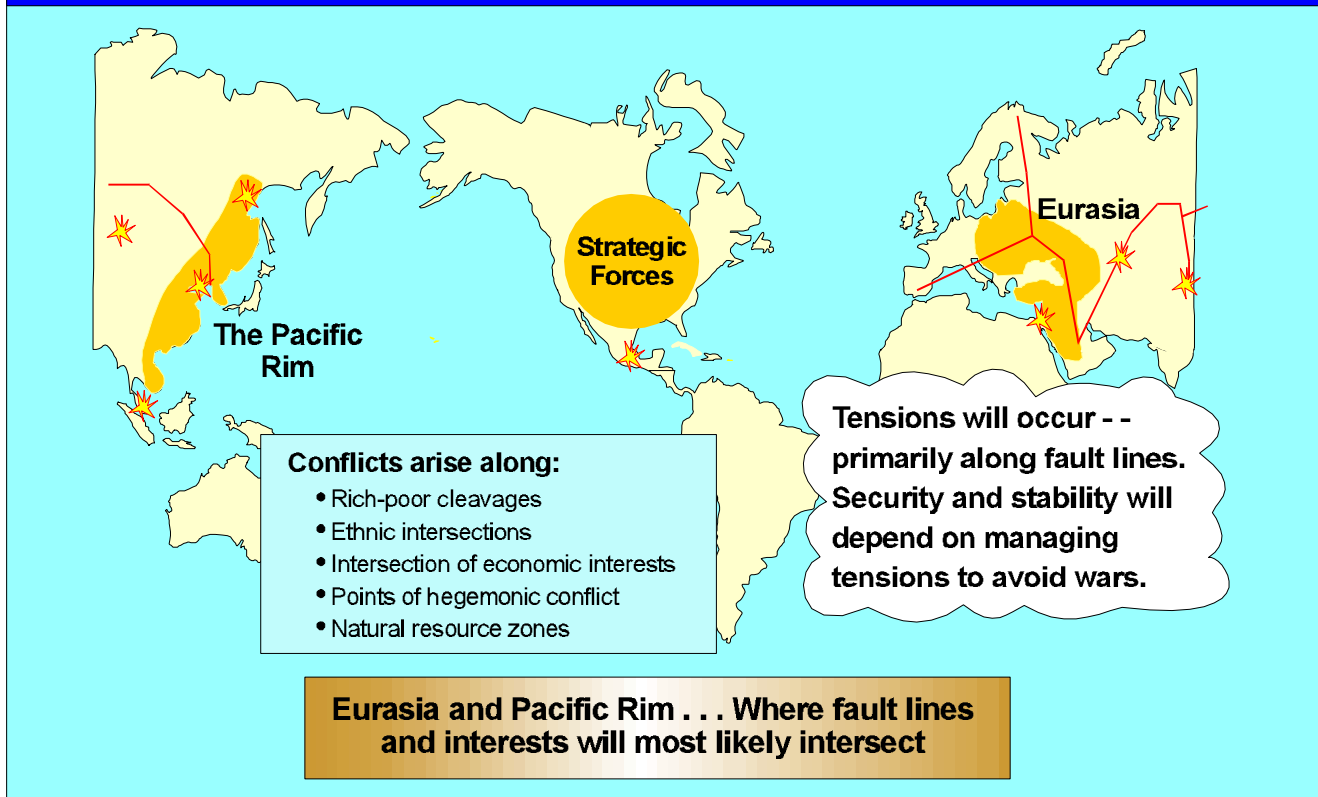 Eurasia
Strategic
Forces
The Pacific
Rim
Tensions will occur - -
primarily along fault lines.
Security and stability will
depend on managing
tensions to avoid wars.
Conflicts arise along:
• Rich-poor cleavages
• Ethnic intersections
• Intersection of economic interests
• Points of hegemonic conflict
• Natural resource zones
Eurasia and Pacific Rim . . . Where fault lines
and interests will most likely intersect